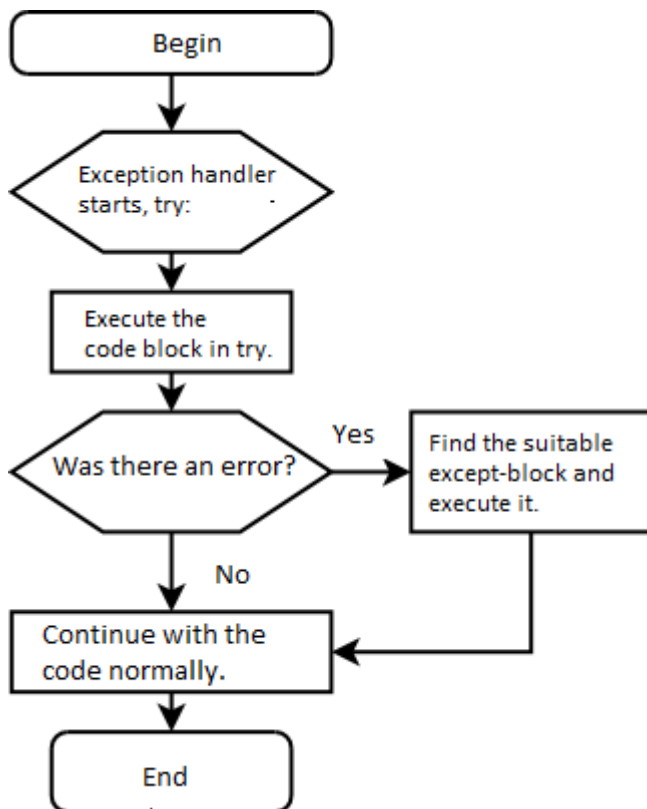 Begin
Exception handler
starts, try:
Execute the
code block in try.
Was there an error?
Yes
Find the suitable
except-block and
execute it.
No
Continue with the
code normally.
End